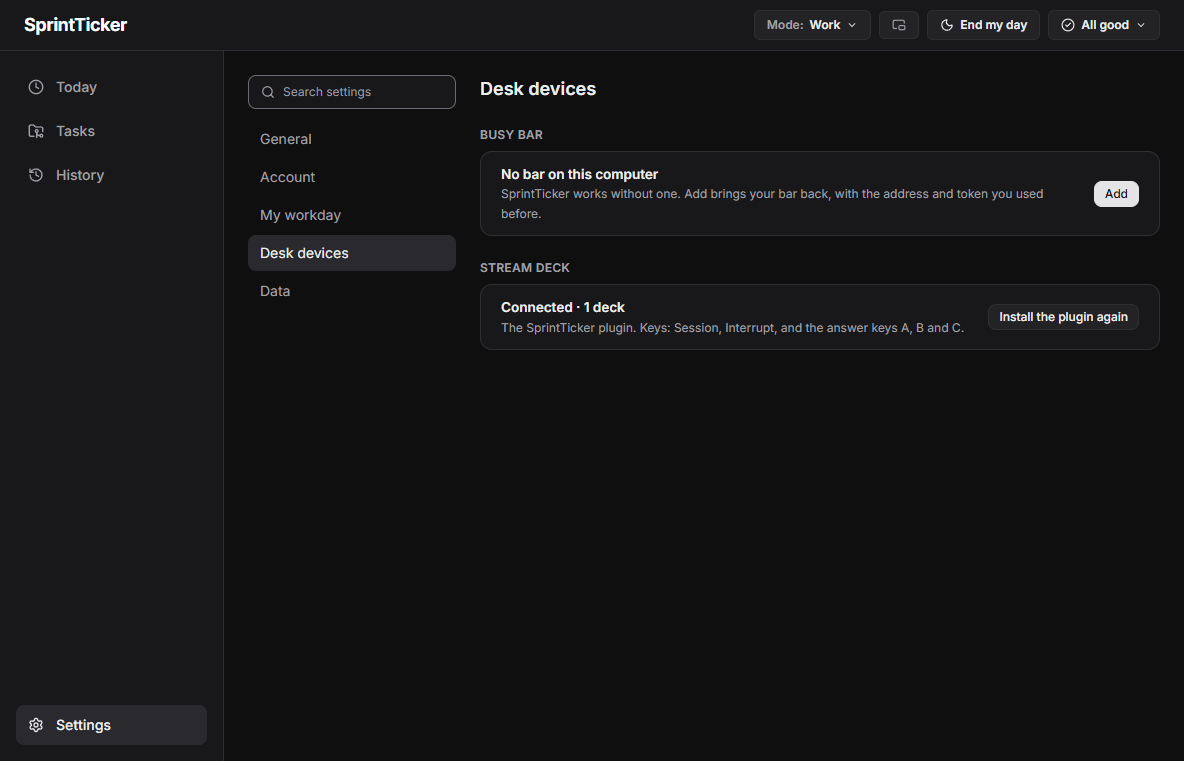 SprintTicker
Mode: Work
End my day
All good
Today
Tasks
History
Settings
Search settings
General
Account
My workday
Desk devices
Data
Desk devices
BUSY BAR
No bar on this computer
SprintTicker works without one. Add brings your bar back, with the address and token you used
before.
Add
STREAM DECK
Connected · 1 deck
The SprintTicker plugin. Keys: Session, Interrupt, and the answer keys A, B and C.
Install the plugin again